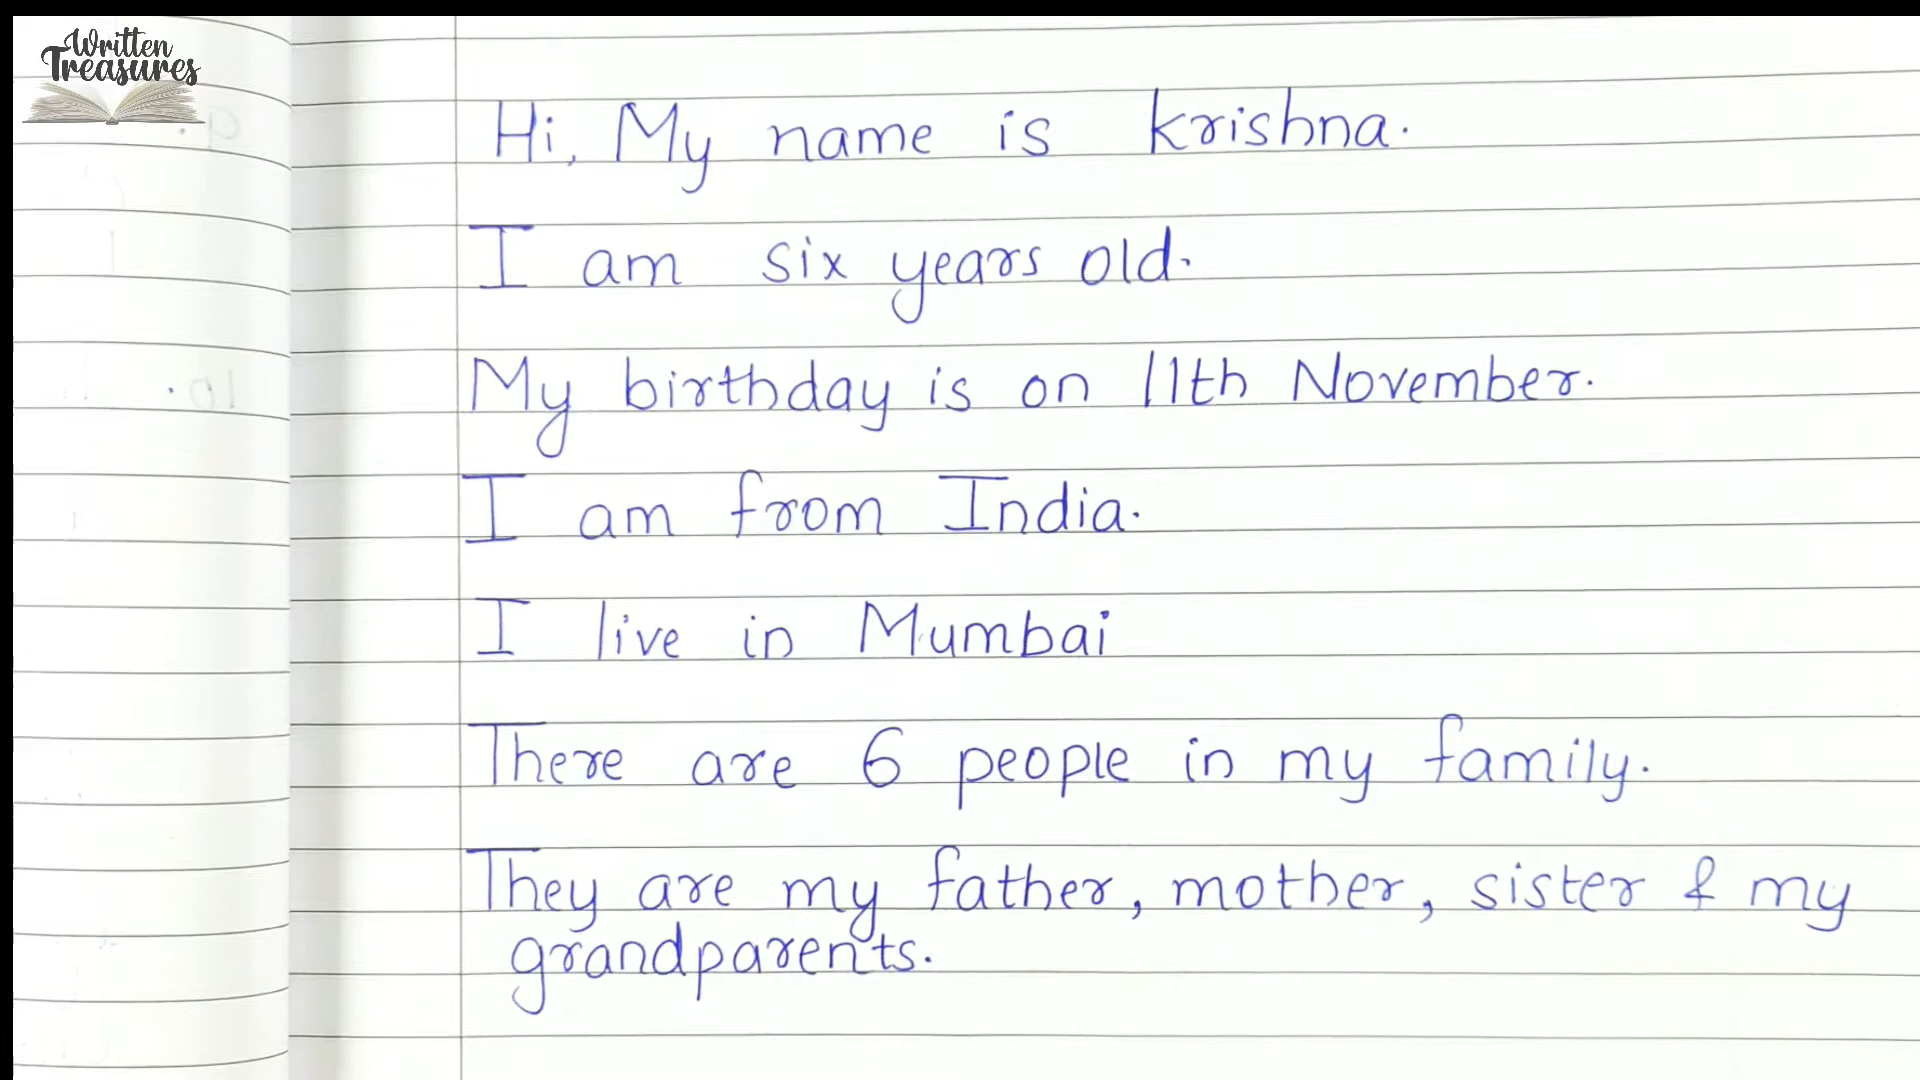 Written
Treasures
Hi, My name is krishna.
I am six years old.
My birthday is on 11th November.
I am from India.
I live in Mumbai
There are 6 people in my family.
They are my father, mother, sister & my
grandparents.